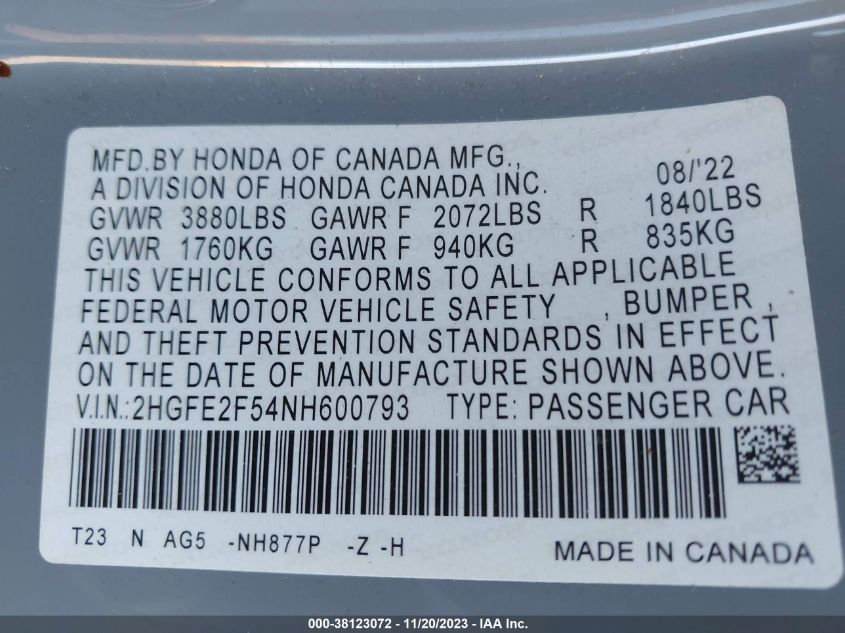 MFD.BY HONDA OF CANADA MFG., 08/'22
A DIVISION OF HONDA CANADA INC.
GVWR 3880LBS GAWR F 2072LBS R 1840LBS
GVWR 1760KG GAWR F 940KG R 835KG
THIS VEHICLE CONFORMS TO ALL APPLICABLE
FEDERAL MOTOR VEHICLE SAFETY , BUMPER ,
AND THEFT PREVENTION STANDARDS IN EFFECT
ON THE DATE OF MANUFACTURE SHOWN ABOVE.
V.I.N.:2HGFE2F54NH600793 TYPE: PASSENGER CAR
T23 N AG5 -NH877P -Z -H MADE IN CANADA
000-38123072 - 11/20/2023 - IAA Inc.